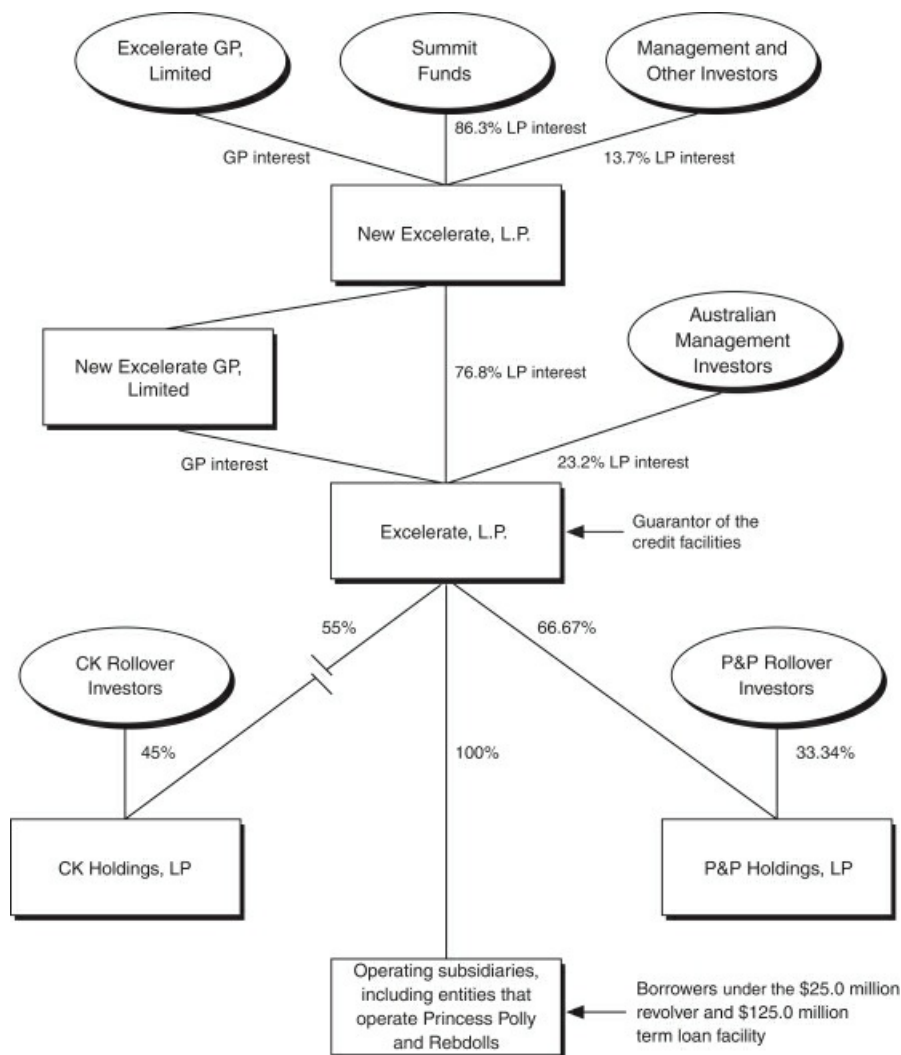 Excelerate GP,
Limited
Summit
Funds
Management and
Other Investors
GP interest
86.3% LP interest
13.7% LP interest
New Excelerate, L.P.
New Excelerate GP,
Limited
76.8% LP interest
Australian
Management
Investors
GP interest
23.2% LP interest
Excelerate, L.P.
Guarantor of the
credit facilities
55%
66.67%
CK Rollover
Investors
P&P Rollover
Investors
45%
100%
33.34%
CK Holdings, LP
P&P Holdings, LP
Operating subsidiaries,
including entities that
operate Princess Polly
and Rebdolls
Borrowers under the $25.0 million
revolver and $125.0 million
term loan facility